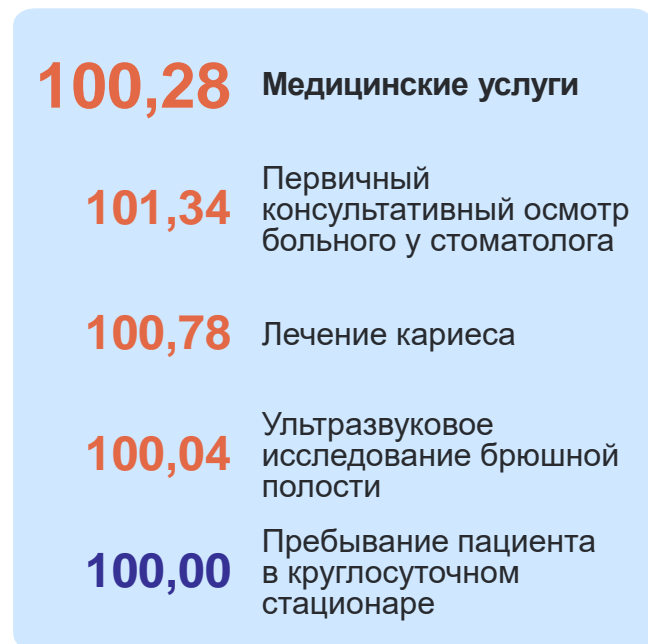 100,28 Медицинские услуги
101,34 Первичный
консультативный осмотр
больного у стоматолога
100,78 Лечение кариеса
100,04 Ультразвуковое
исследование брюшной
полости
100,00 Пребывание пациента
в круглосуточном
стационаре